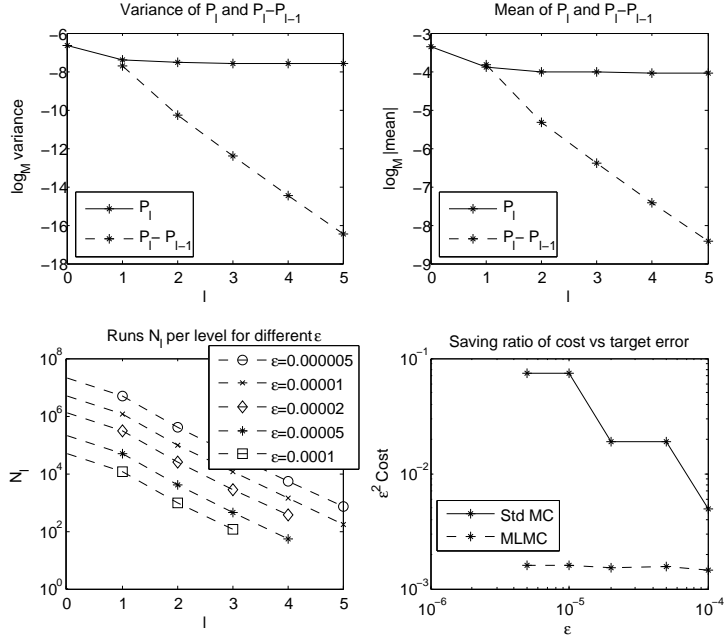 Variance of P_l and P_l−P_{l−1}
−6
−8
−10
−12
−14
−16
−18
log_M variance
P_l
P_l− P_{l−1}
0 1 2 3 4 5
l
Mean of P_l and P_l−P_{l−1}
−3
−4
−5
−6
−7
−8
−9
log_M |mean|
P_l
P_l− P_{l−1}
0 1 2 3 4 5
l
Runs N_l per level for different ε
10^8
10^6
10^4
10^2
10^0
N_l
ε=0.000005
ε=0.00001
ε=0.00002
ε=0.00005
ε=0.0001
0 1 2 3 4 5
l
Saving ratio of cost vs target error
10^{−1}
10^{−2}
10^{−3}
ε^2 Cost
Std MC
MLMC
10^{−6} 10^{−5} 10^{−4}
ε